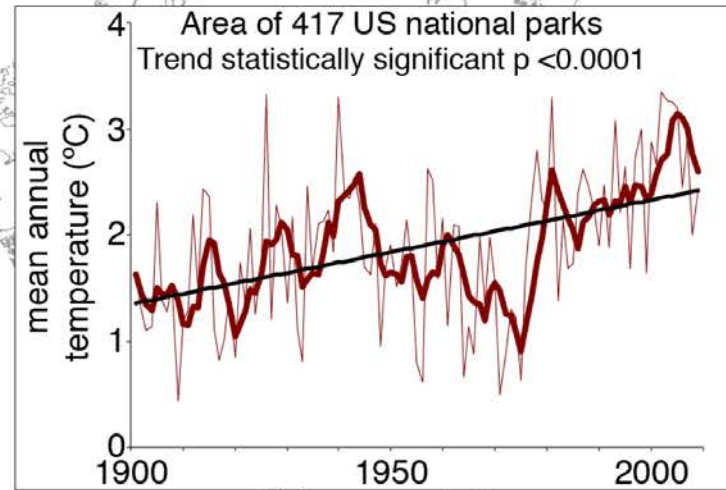 Area of 417 US national parks
Trend statistically significant p <0.0001
mean annual
temperature (ºC)
4
3
2
1
0
1900
1950
2000